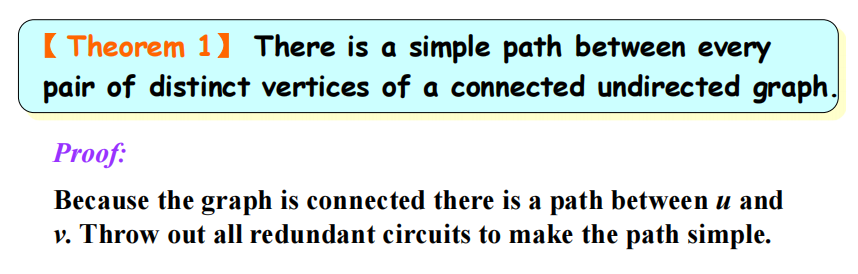 【 Theorem 1】 There is a simple path between every
pair of distinct vertices of a connected undirected graph.
Proof:
Because the graph is connected there is a path between u and
v. Throw out all redundant circuits to make the path simple.